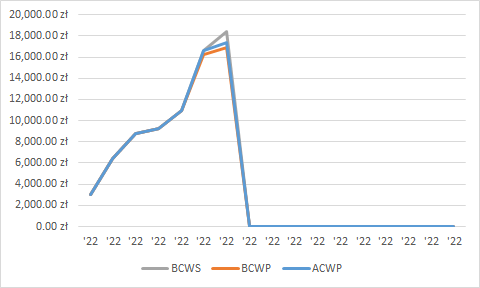 20,000.00 zł
18,000.00 zł
16,000.00 zł
14,000.00 zł
12,000.00 zł
10,000.00 zł
8,000.00 zł
6,000.00 zł
4,000.00 zł
2,000.00 zł
0.00 zł
'22 '22 '22 '22 '22 '22 '22 '22 '22 '22 '22 '22 '22 '22 '22 '22 '22
BCWS BCWP ACWP